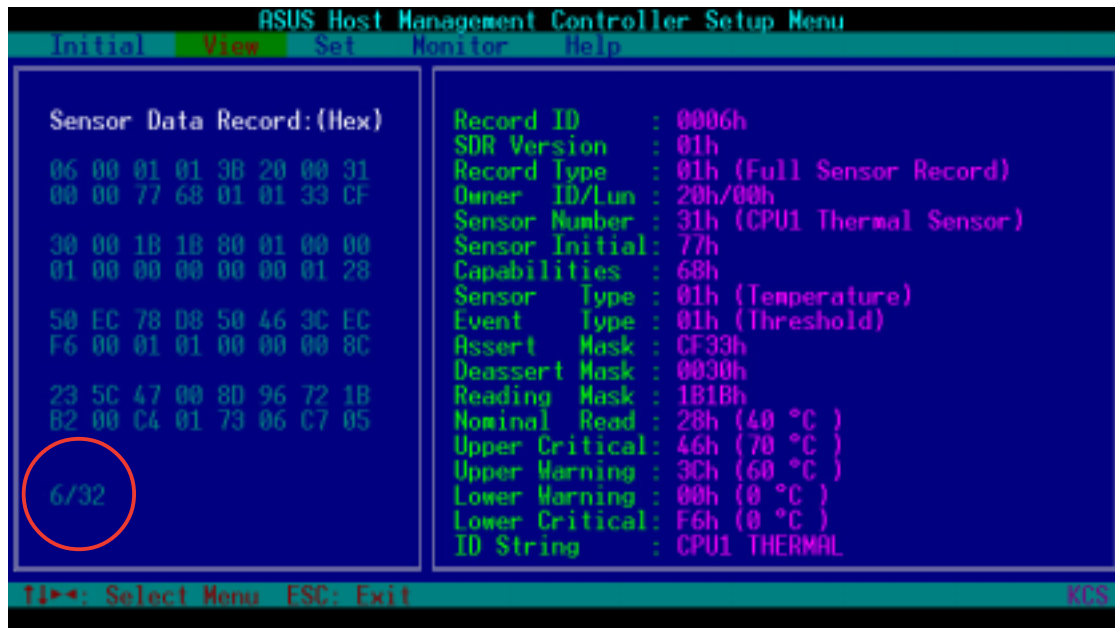 ASUS Host Management Controller Setup Menu
Initial View Set Monitor Help
Sensor Data Record:(Hex)
06 00 01 01 3B 20 00 31
00 00 77 68 01 01 33 CF
30 00 1B 1B 80 01 00 00
01 00 00 00 00 00 01 28
50 EC 78 D8 50 46 3C EC
F6 00 01 01 00 00 00 8C
23 5C 47 00 8D 96 72 1B
B2 00 C4 01 73 06 C7 05
6/32
Record ID : 0006h
SDR Version : 01h
Record Type : 01h (Full Sensor Record)
Owner ID/Lun : 20h/00h
Sensor Number : 31h (CPU1 Thermal Sensor)
Sensor Initial: 77h
Capabilities : 68h
Sensor Type : 01h (Temperature)
Event Type : 01h (Threshold)
Assert Mask : CF33h
Deassert Mask : 0030h
Reading Mask : 1B1Bh
Nominal Read : 28h (40 °C )
Upper Critical: 46h (70 °C )
Upper Warning : 3Ch (60 °C )
Lower Warning : 00h (0 °C )
Lower Critical: F6h (0 °C )
ID String : CPU1 THERMAL
↑↓►◄: Select Menu ESC: Exit KCS